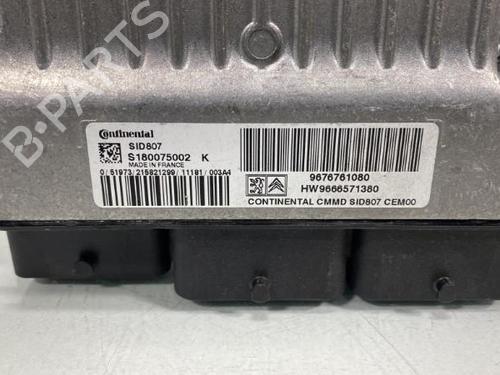 Continental
SID807
S180075002 K
MADE IN FRANCE
0/51973/215821299/11181/003A4
9676761080
HW9666571380
CONTINENTAL CMMD SID807 CEM00
B-PARTS